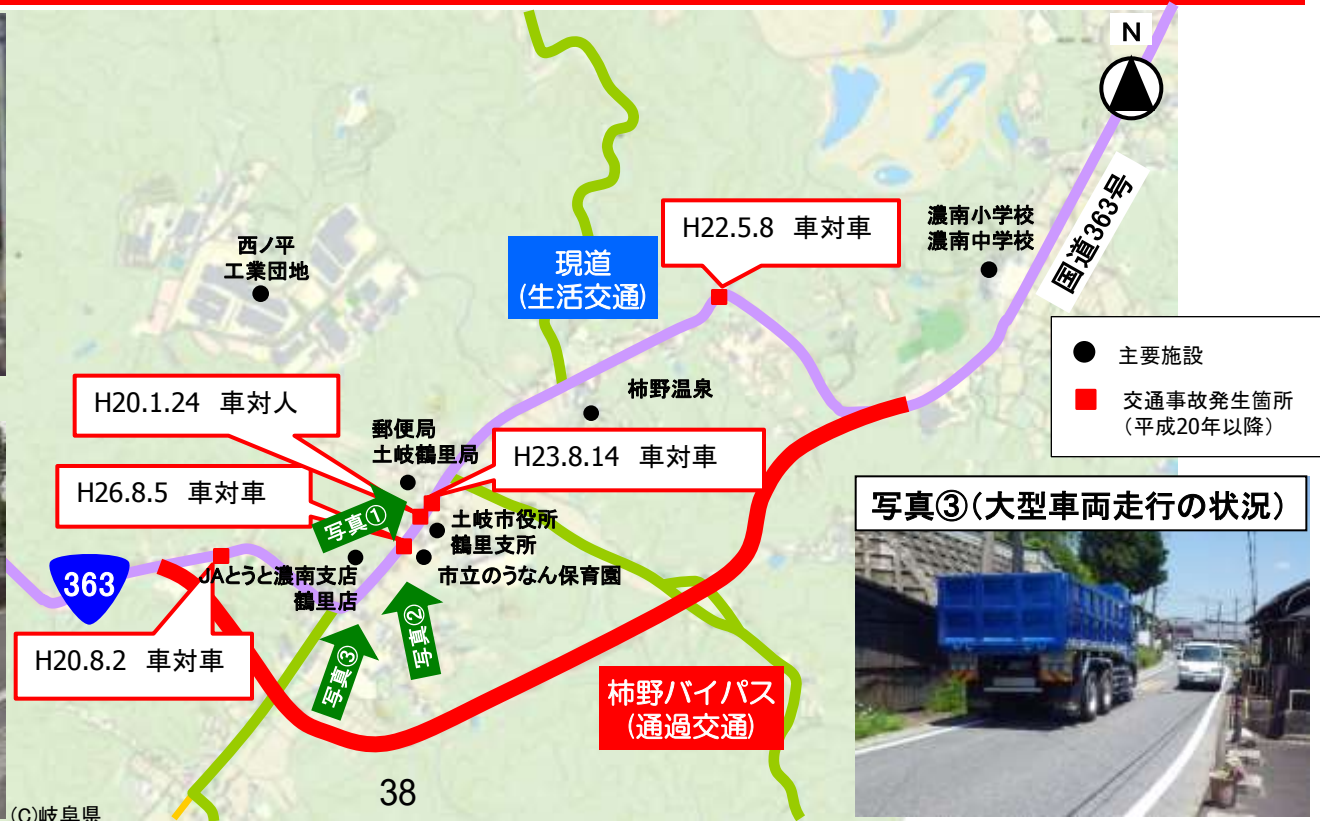 N
国道363号
濃南小学校
濃南中学校
H22.5.8 車対車
現道
(生活交通)
西ノ平
工業団地
● 主要施設
■ 交通事故発生箇所
(平成20年以降)
柿野温泉
H20.1.24 車対人
郵便局
土岐鶴里局
H23.8.14 車対車
H26.8.5 車対車
写真①
土岐市役所
鶴里支所
市立のうなん保育園
JAとうと濃南支店
鶴里店
363
写真②
写真③
H20.8.2 車対車
柿野バイパス
(通過交通)
写真③(大型車両走行の状況)
38
(C)岐阜県